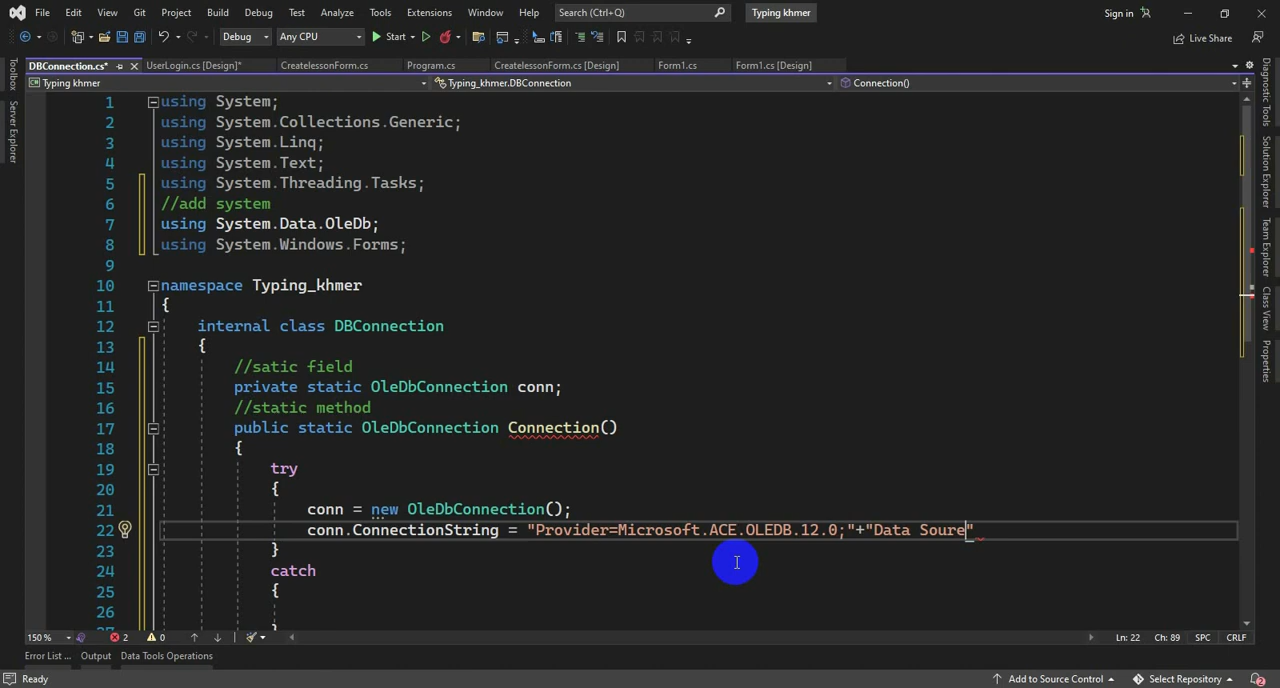 File Edit View Git Project Build Debug Test Analyze Tools Extensions Window Help Search (Ctrl+Q) Typing khmer Sign in
Debug Any CPU Start Live Share
DBConnection.cs* UserLogin.cs [Design]* CreatelessonForm.cs Program.cs CreatelessonForm.cs [Design] Form1.cs Form1.cs [Design]
Typing khmer Typing_khmer.DBConnection Connection()
Toolbox
Server Explorer
Diagnostic Tools
Solution Explorer
Team Explorer
Class View
Properties
1 using System;
2 using System.Collections.Generic;
3 using System.Linq;
4 using System.Text;
5 using System.Threading.Tasks;
6 //add system
7 using System.Data.OleDb;
8 using System.Windows.Forms;
9
10 namespace Typing_khmer
11 {
12 internal class DBConnection
13 {
14 //satic field
15 private static OleDbConnection conn;
16 //static method
17 public static OleDbConnection Connection()
18 {
19 try
20 {
21 conn = new OleDbConnection();
22 conn.ConnectionString = "Provider=Microsoft.ACE.OLEDB.12.0;"+"Data Soure"
23 }
24 catch
25 {
26
27 }
150 % 2 0 Ln: 22 Ch: 89 SPC CRLF
Error List ... Output Data Tools Operations
Ready Add to Source Control Select Repository 2